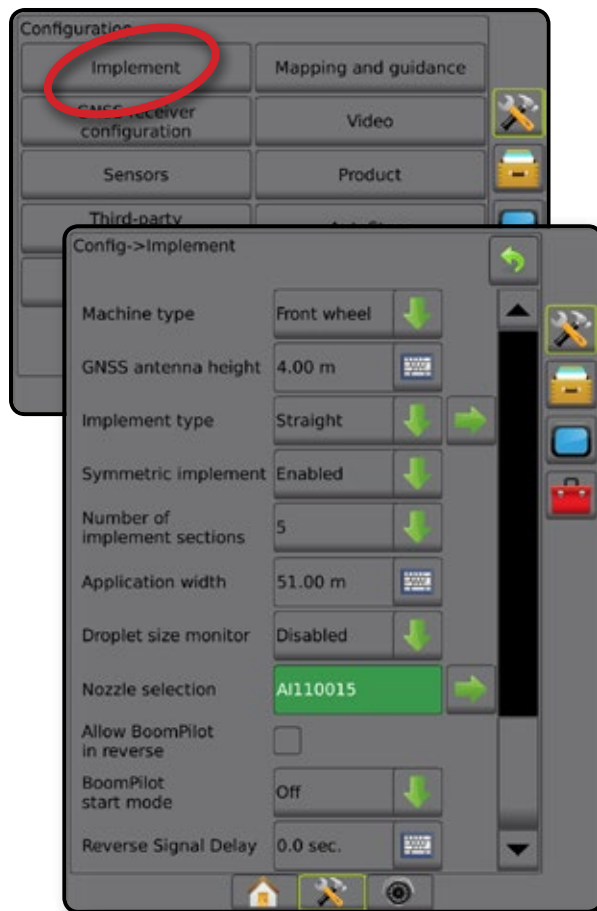 Configuration
Implement
Mapping and guidance
GNSS receiver
configuration
Video
Sensors
Product
Third-party
Config->Implement
Machine type
Front wheel
GNSS antenna height
4.00 m
Implement type
Straight
Symmetric implement
Enabled
Number of
implement sections
5
Application width
51.00 m
Droplet size monitor
Disabled
Nozzle selection
AI110015
Allow BoomPilot
in reverse
BoomPilot
start mode
Off
Reverse Signal Delay
0.0 sec.